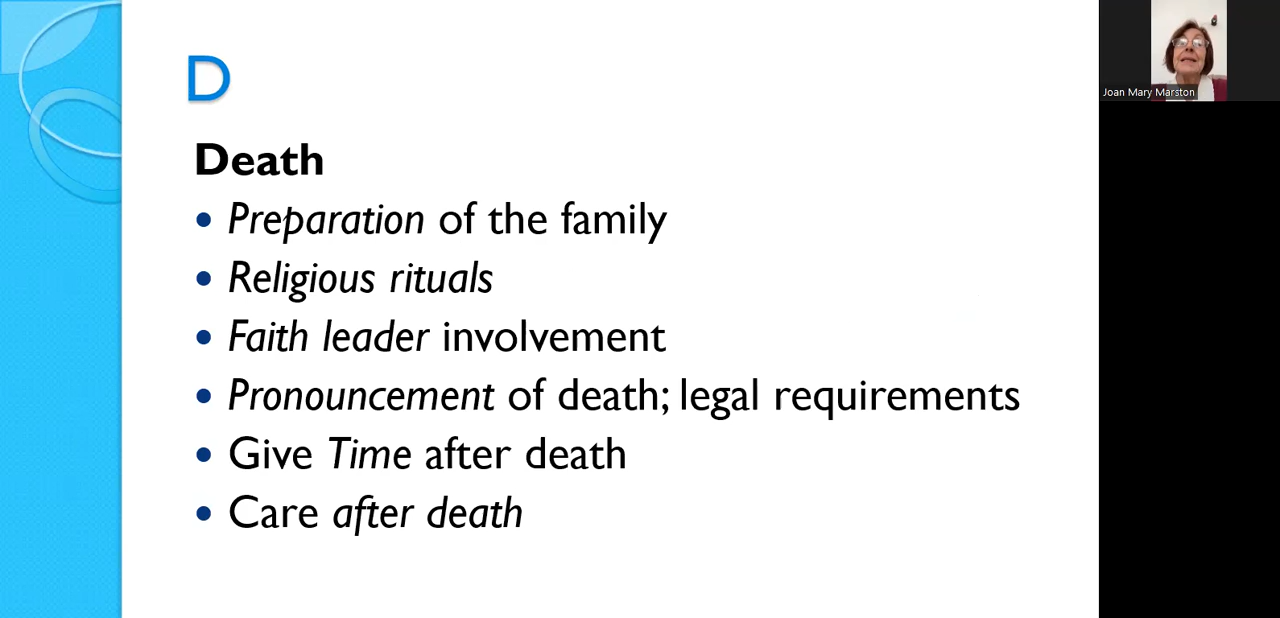 D
Death
• Preparation of the family
• Religious rituals
• Faith leader involvement
• Pronouncement of death; legal requirements
• Give Time after death
• Care after death
Joan Mary Marston